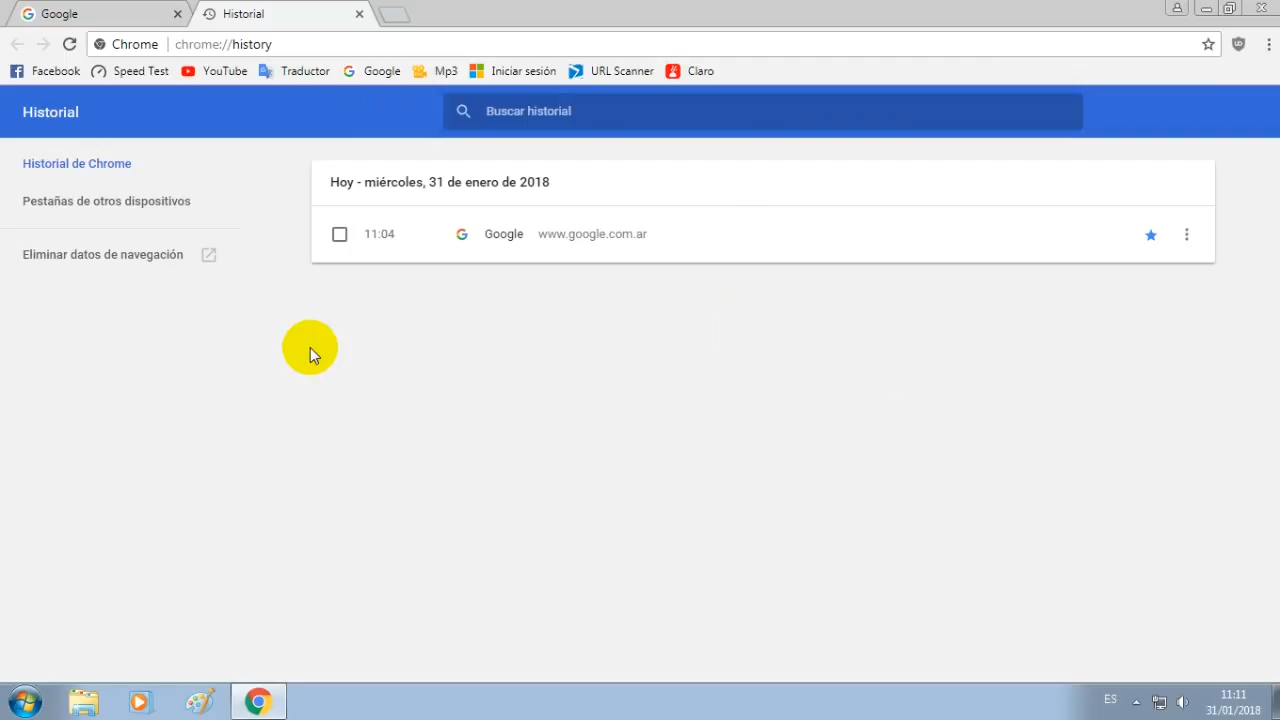 Google
Historial
Chrome
chrome://history
Facebook
Speed Test
YouTube
Traductor
Google
Mp3
Iniciar sesión
URL Scanner
Claro
Historial
Buscar historial
Historial de Chrome
Pestañas de otros dispositivos
Eliminar datos de navegación
Hoy - miércoles, 31 de enero de 2018
11:04 Google www.google.com.ar
ES
11:11
31/01/2018